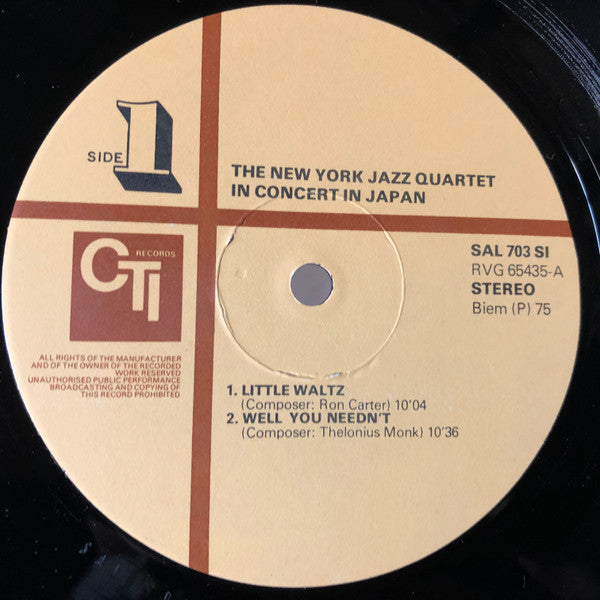 SIDE 1
THE NEW YORK JAZZ QUARTET
IN CONCERT IN JAPAN
CTI RECORDS
SAL 703 SI
RVG 65435-A
STEREO
Biem (P) 75
ALL RIGHTS OF THE MANUFACTURER
AND OF THE OWNER OF THE RECORDED
WORK RESERVED
UNAUTHORISED PUBLIC PERFORMANCE
BROADCASTING AND COPYING OF
THIS RECORD PROHIBITED
1. LITTLE WALTZ
(Composer: Ron Carter) 10'04
2. WELL YOU NEEDN'T
(Composer: Thelonius Monk) 10'36